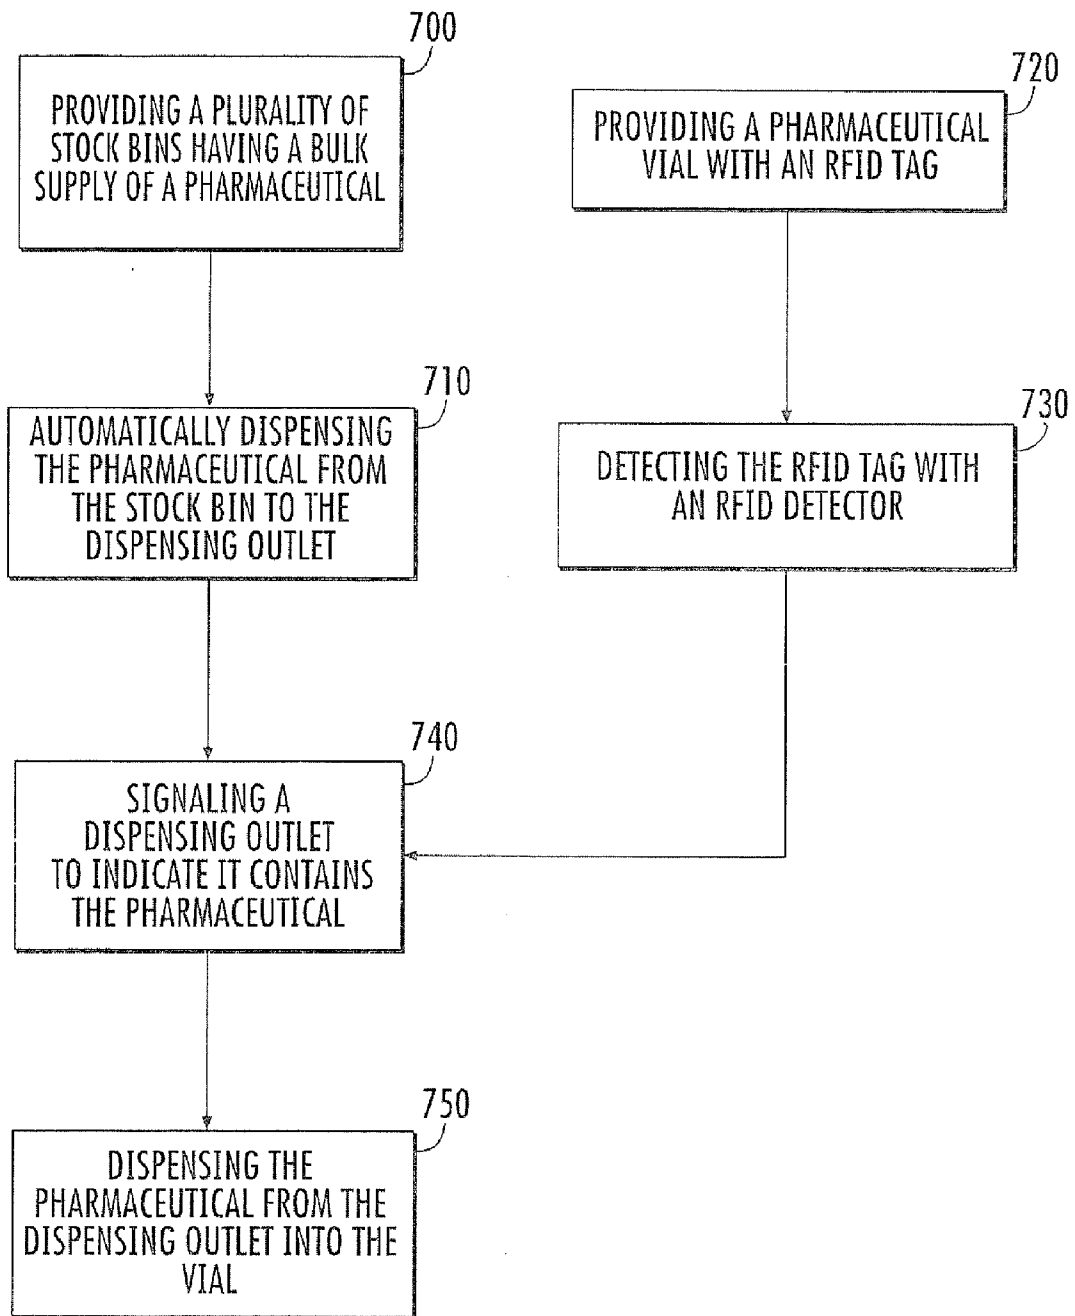 700
PROVIDING A PLURALITY OF
STOCK BINS HAVING A BULK
SUPPLY OF A PHARMACEUTICAL
720
PROVIDING A PHARMACEUTICAL
VIAL WITH AN RFID TAG
710
AUTOMATICALLY DISPENSING
THE PHARMACEUTICAL FROM
THE STOCK BIN TO THE
DISPENSING OUTLET
730
DETECTING THE RFID TAG WITH
AN RFID DETECTOR
740
SIGNALING A
DISPENSING OUTLET
TO INDICATE IT CONTAINS
THE PHARMACEUTICAL
750
DISPENSING THE
PHARMACEUTICAL FROM THE
DISPENSING OUTLET INTO THE
VIAL